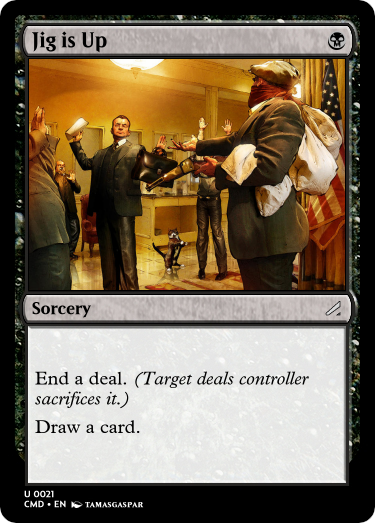 Jig is Up
Sorcery
End a deal. (Target deals controller
sacrifices it.)
Draw a card.
U 0021
CMD • EN TAMASGASPAR